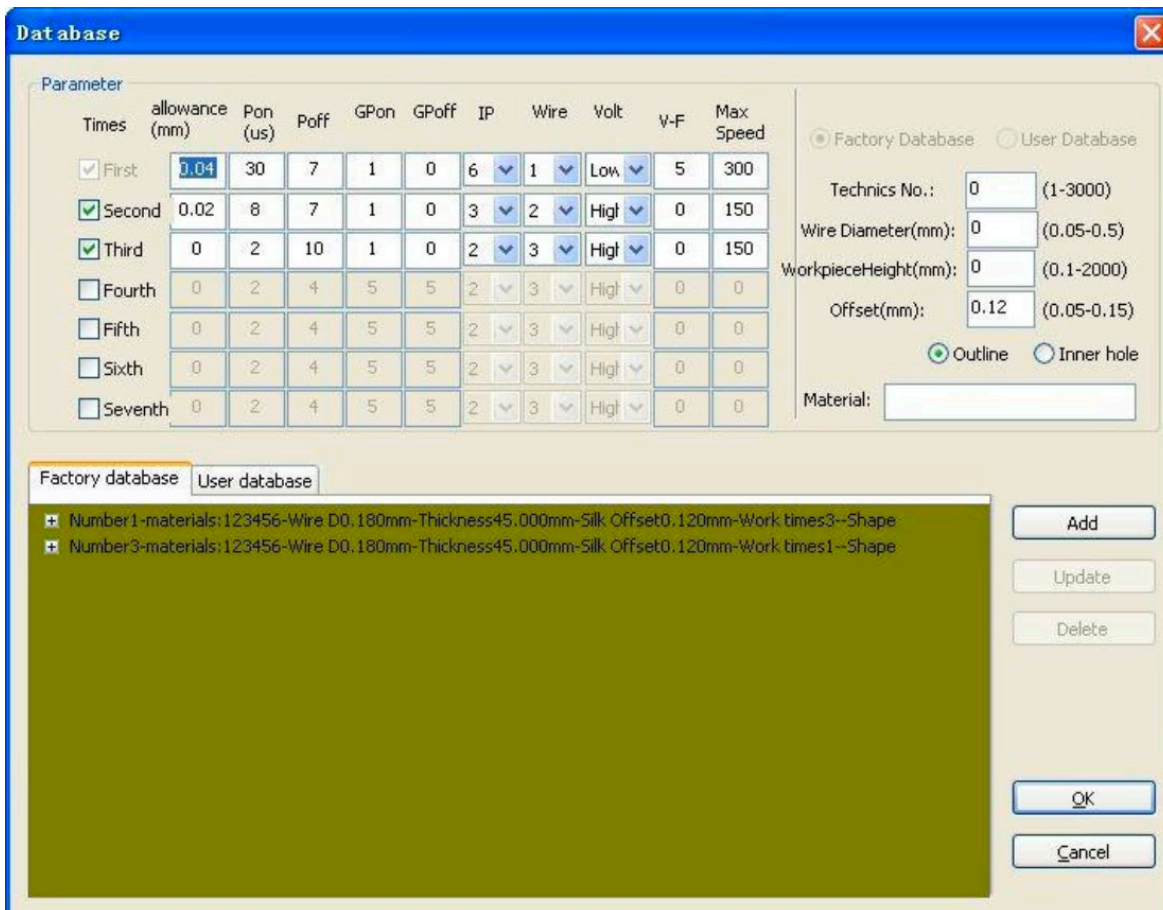 Database
Parameter
Times allowance (mm) Pon (us) Poff GPon GPoff IP Wire Volt V-F Max Speed
First 0.04 30 7 1 0 6 1 Low 5 300
Second 0.02 8 7 1 0 3 2 High 0 150
Third 0 2 10 1 0 2 3 High 0 150
Fourth 0 2 4 5 5 2 3 High 0 0
Fifth 0 2 4 5 5 2 3 High 0 0
Sixth 0 2 4 5 5 2 3 High 0 0
Seventh 0 2 4 5 5 2 3 High 0 0
Factory Database User Database
Technics No.: 0 (1-3000)
Wire Diameter(mm): 0 (0.05-0.5)
WorkpieceHeight(mm): 0 (0.1-2000)
Offset(mm): 0.12 (0.05-0.15)
Outline Inner hole
Material:
Factory database User database
Number1-materials:123456-Wire D0.180mm-Thickness45.000mm-Silk Offset0.120mm-Work times3--Shape
Number3-materials:123456-Wire D0.180mm-Thickness45.000mm-Silk Offset0.120mm-Work times1--Shape
Add
Update
Delete
OK
Cancel